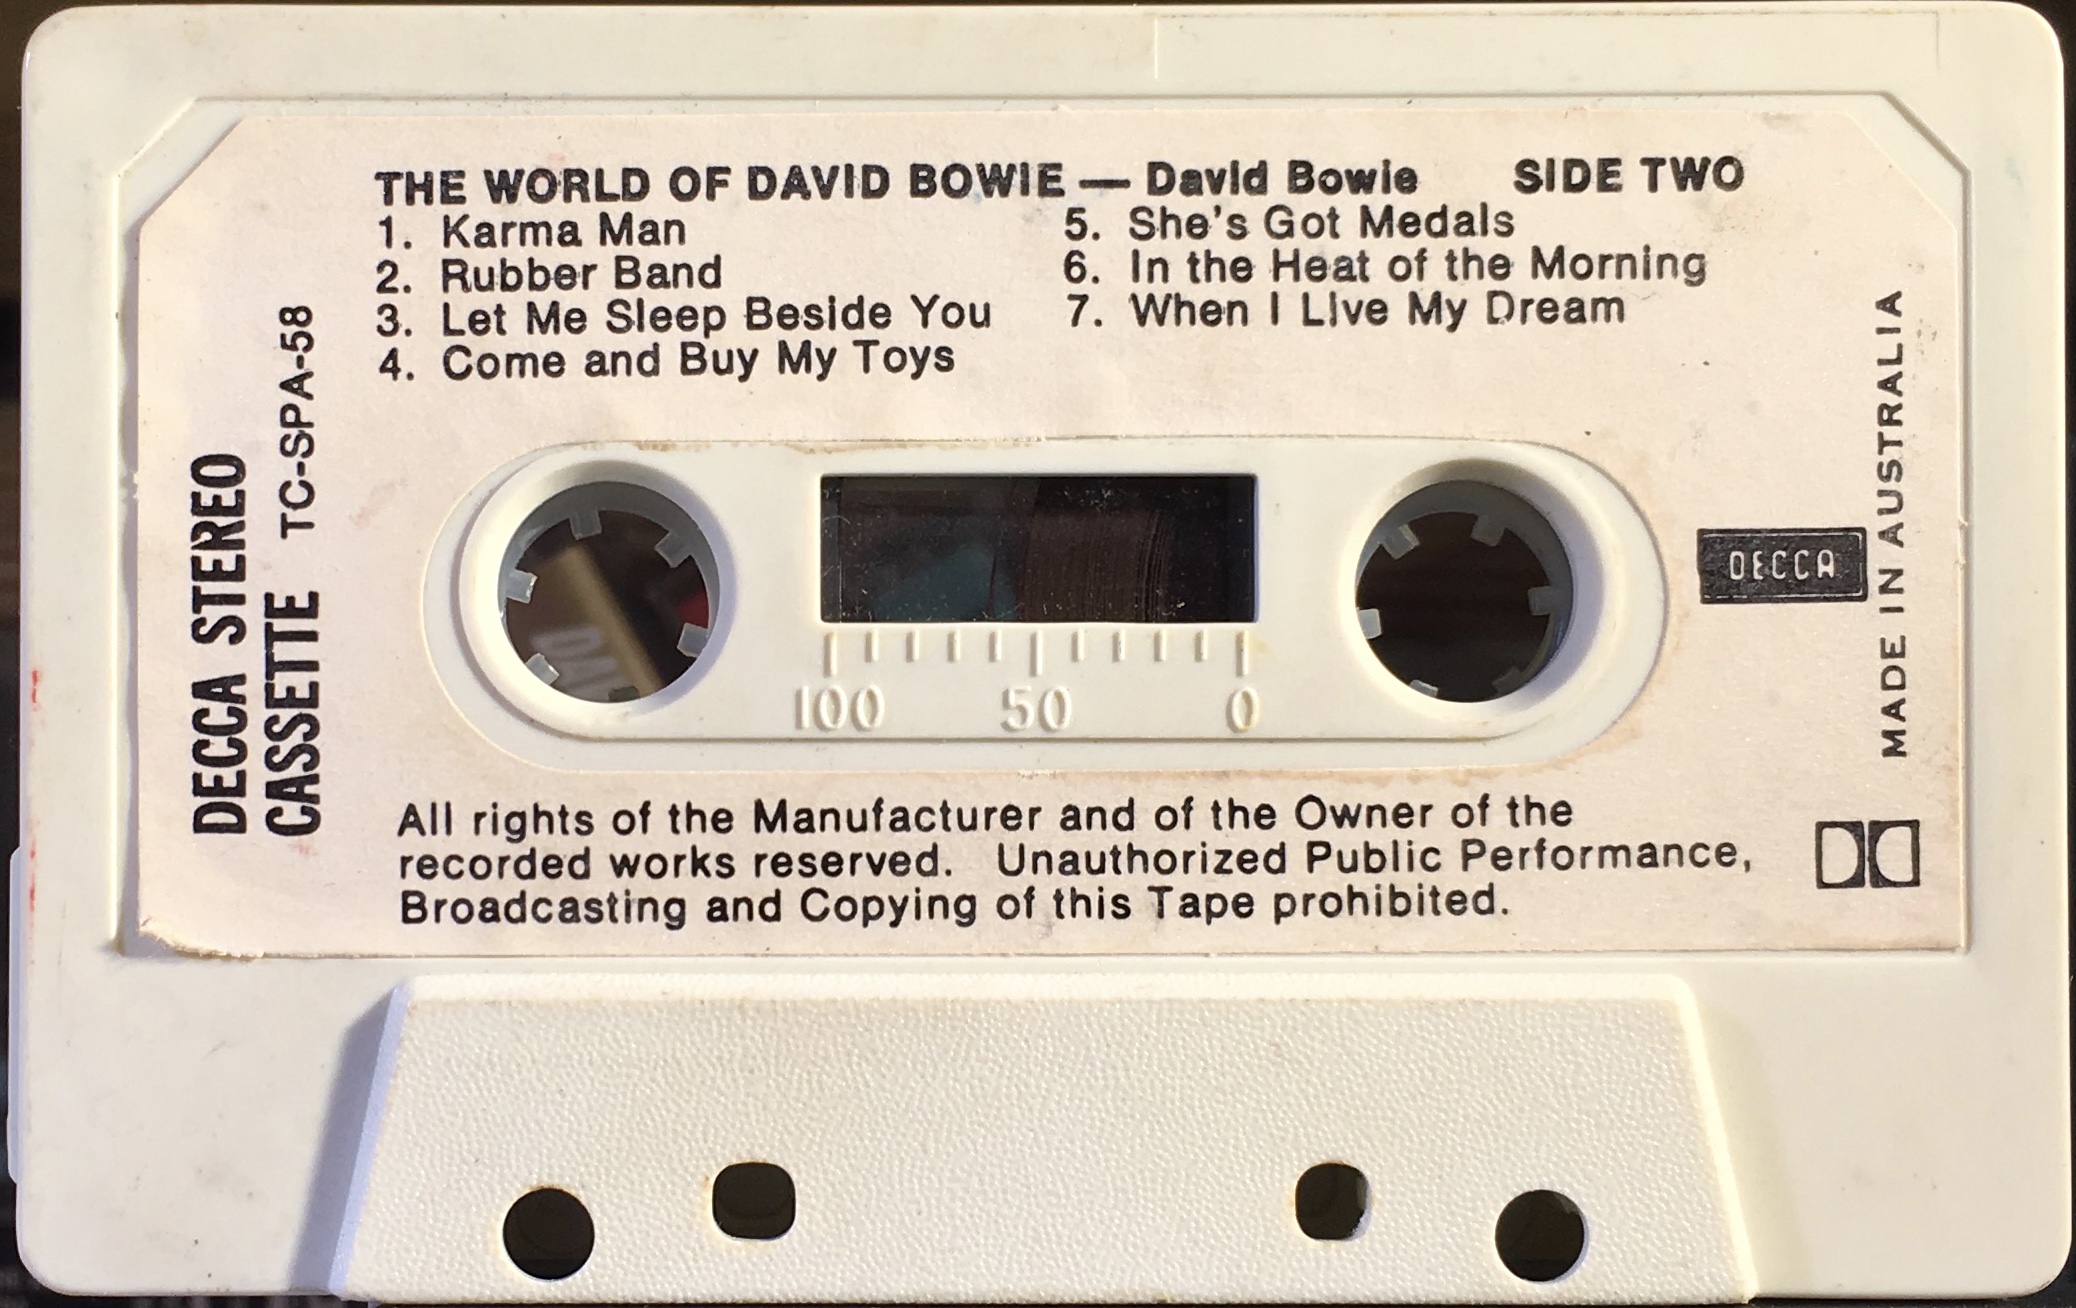 THE WORLD OF DAVID BOWIE — David Bowie SIDE TWO
1. Karma Man
2. Rubber Band
3. Let Me Sleep Beside You
4. Come and Buy My Toys
5. She's Got Medals
6. In the Heat of the Morning
7. When I Live My Dream
DECCA STEREO
CASSETTE TC-SPA-58
100 50 0
DECCA
MADE IN AUSTRALIA
All rights of the Manufacturer and of the Owner of the
recorded works reserved. Unauthorized Public Performance,
Broadcasting and Copying of this Tape prohibited.